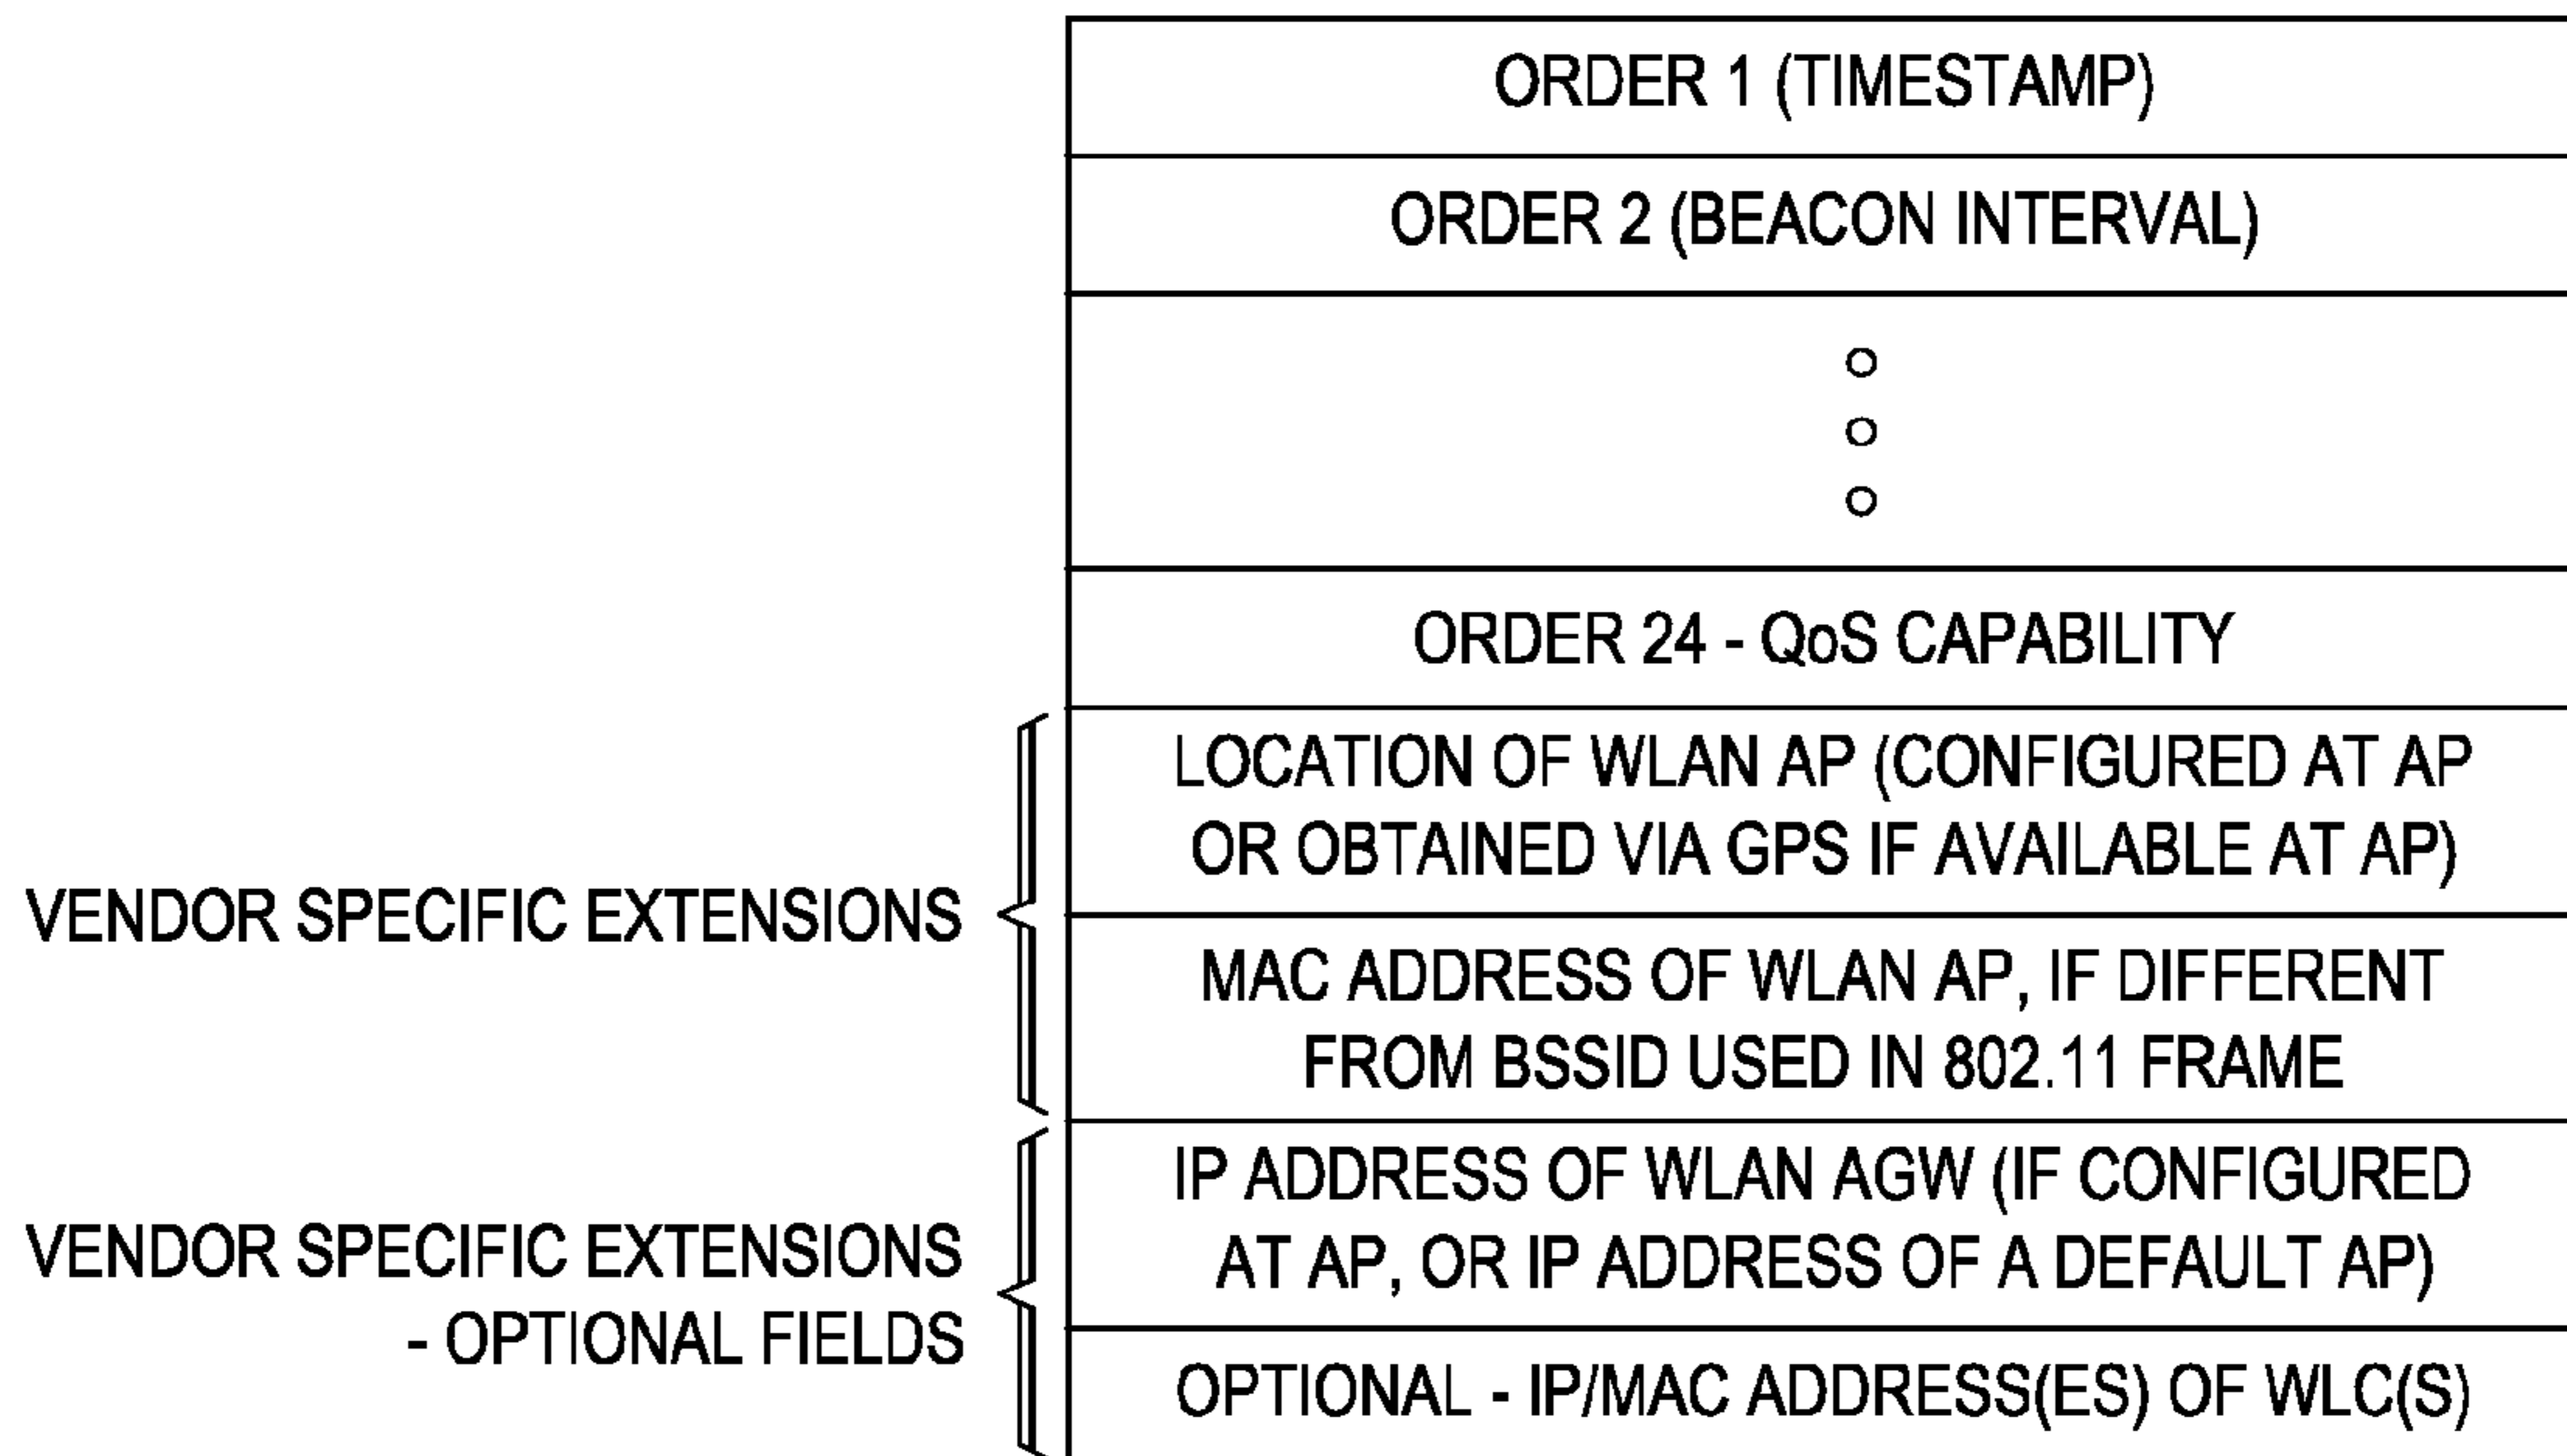 ORDER 1 (TIMESTAMP)
ORDER 2 (BEACON INTERVAL)
ORDER 24 - QoS CAPABILITY
LOCATION OF WLAN AP (CONFIGURED AT AP
OR OBTAINED VIA GPS IF AVAILABLE AT AP)
VENDOR SPECIFIC EXTENSIONS
MAC ADDRESS OF WLAN AP, IF DIFFERENT
FROM BSSID USED IN 802.11 FRAME
IP ADDRESS OF WLAN AGW (IF CONFIGURED
AT AP, OR IP ADDRESS OF A DEFAULT AP)
VENDOR SPECIFIC EXTENSIONS
- OPTIONAL FIELDS
OPTIONAL - IP/MAC ADDRESS(ES) OF WLC(S)